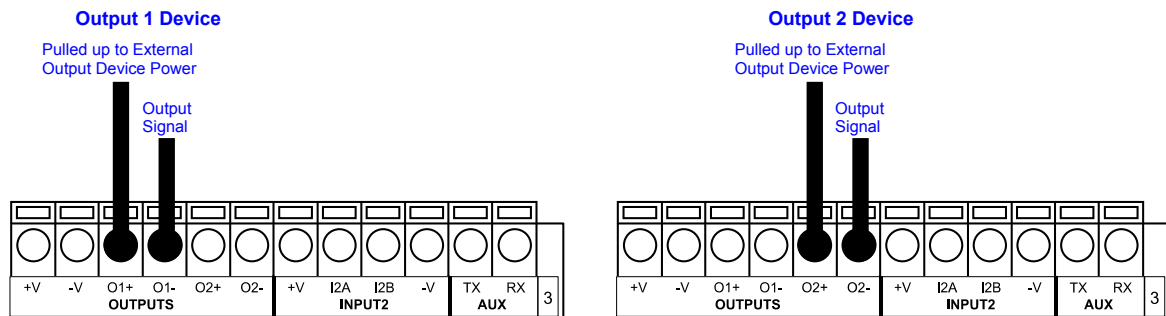 Output 1 Device
Pulled up to External
Output Device Power
Output
Signal
+V -V O1+ O1- O2+ O2- +V I2A I2B -V TX RX
OUTPUTS INPUT2 AUX 3
Output 2 Device
Pulled up to External
Output Device Power
Output
Signal
+V -V O1+ O1- O2+ O2- +V I2A I2B -V TX RX
OUTPUTS INPUT2 AUX 3